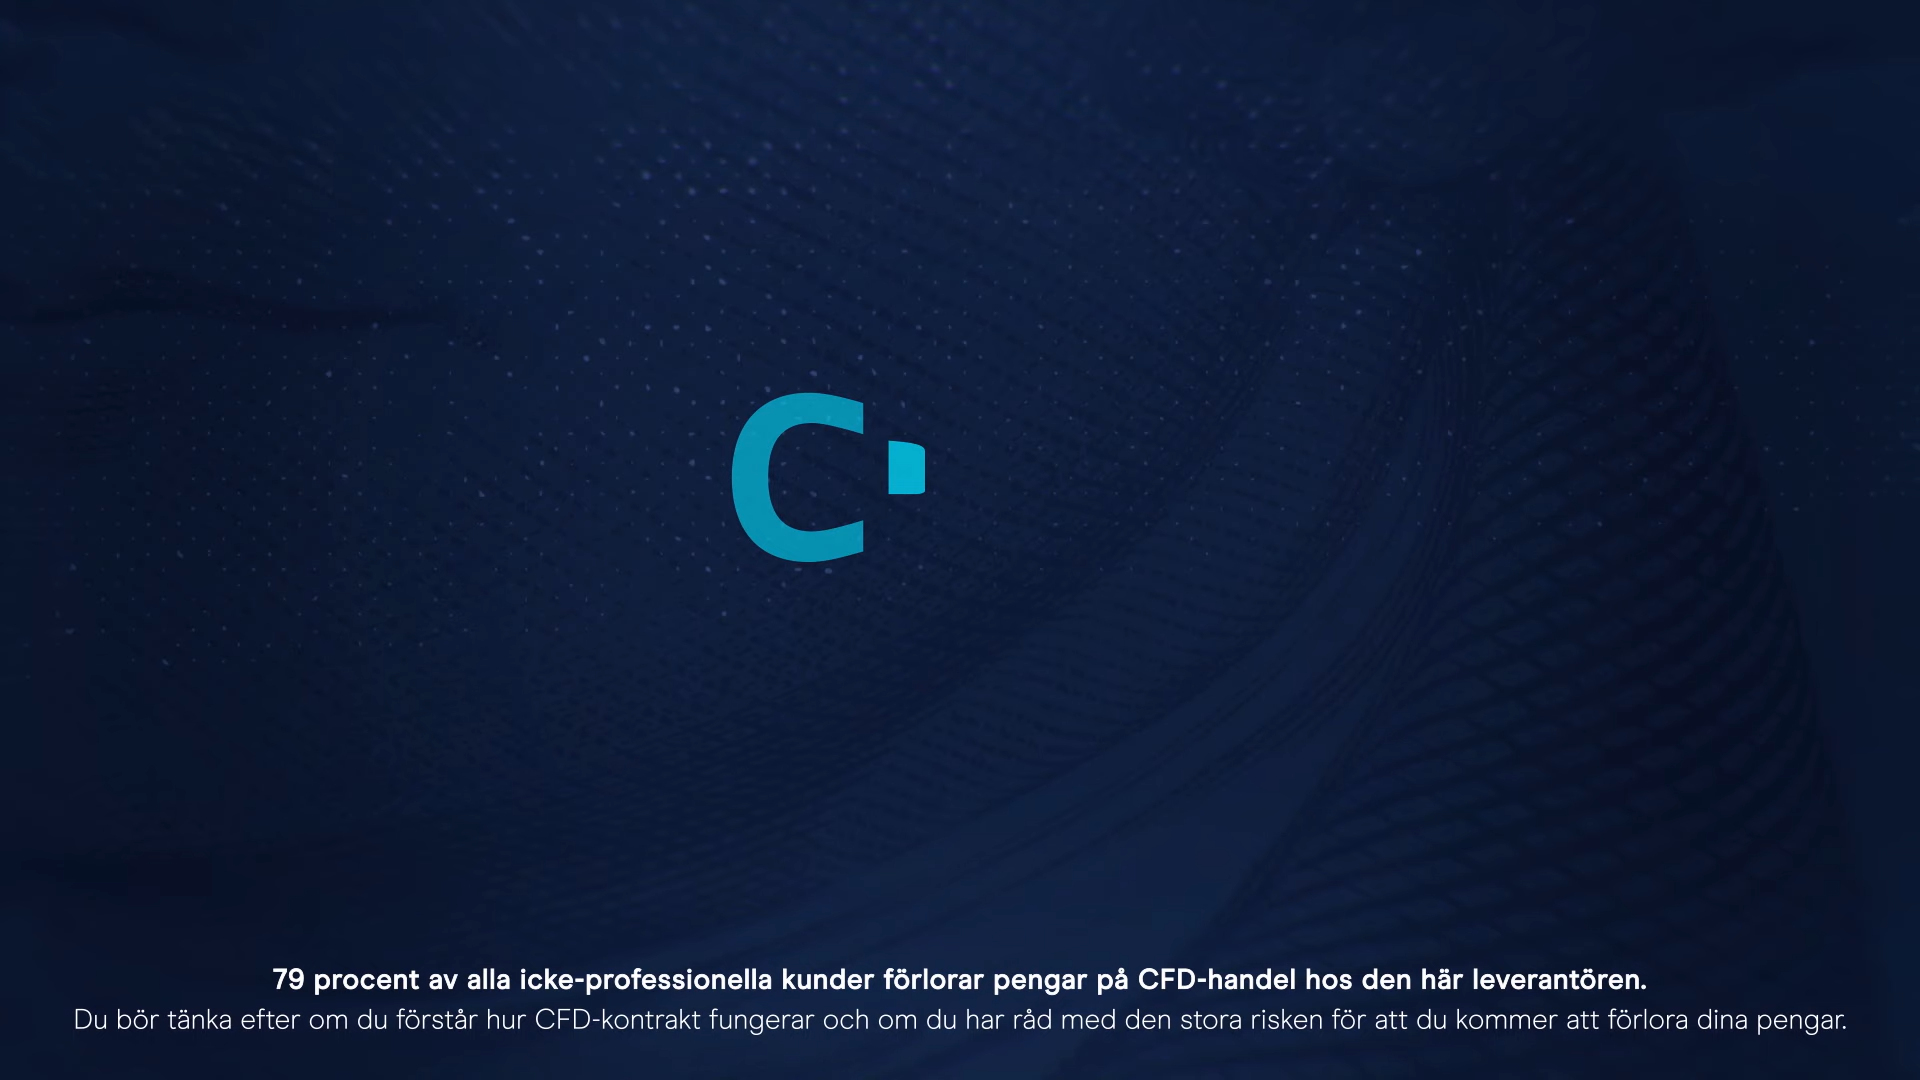 C
79 procent av alla icke-professionella kunder förlorar pengar på CFD-handel hos den här leverantören.
Du bör tänka efter om du förstår hur CFD-kontrakt fungerar och om du har råd med den stora risken för att du kommer att förlora dina pengar.